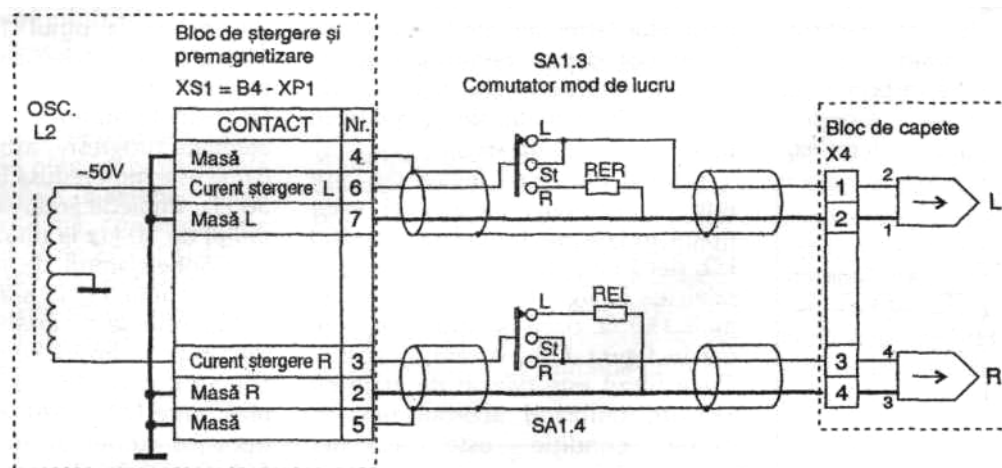 Bloc de ștergere și
premagnetizare
XS1 = B4 - XP1
OSC.
L2
~50V
CONTACT Nr.
Masă 4
Curent ștergere L 6
Masă L 7
Curent ștergere R 3
Masă R 2
Masă 5
SA1.3
Comutator mod de lucru
L
St
R
RER
L
REL
St
R
SA1.4
Bloc de capete
X4
1 2
2 1
L
3 4
4 3
R